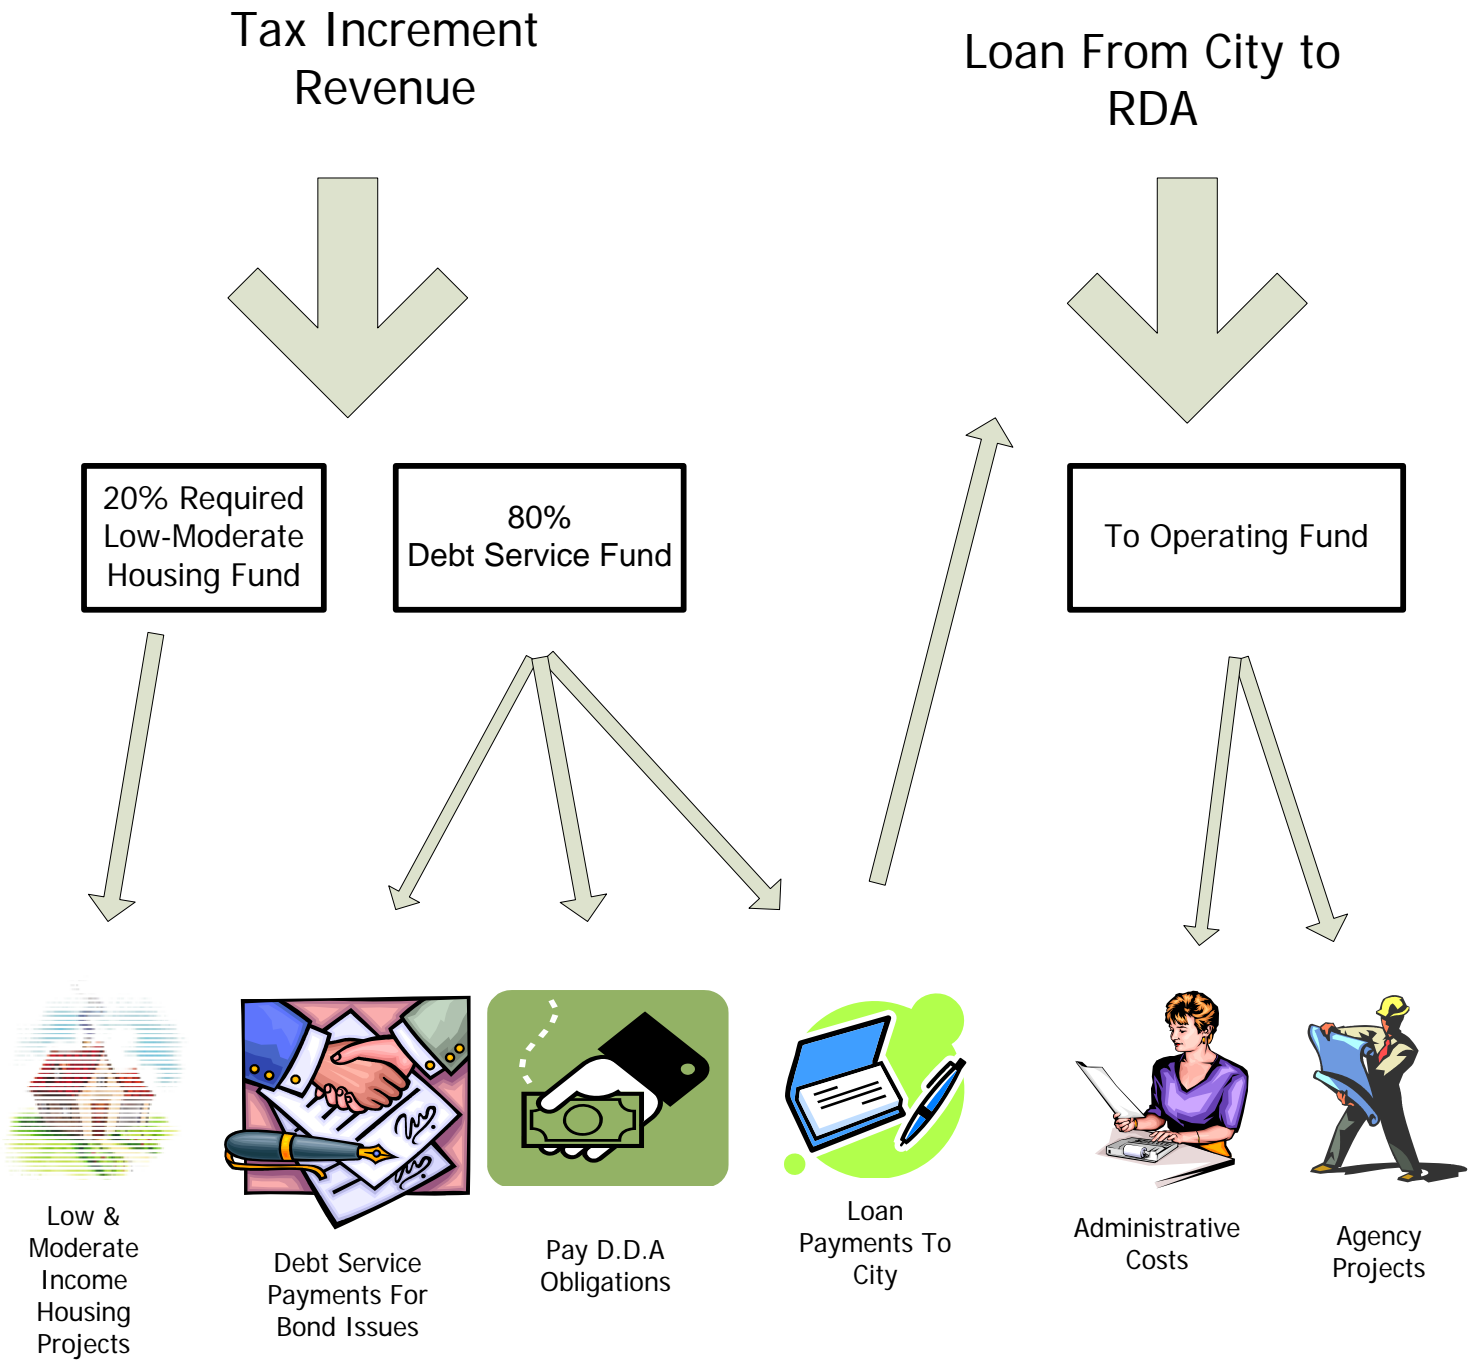 Tax Increment
Revenue
Loan From City to
RDA
20% Required
Low-Moderate
Housing Fund
80%
Debt Service Fund
To Operating Fund
Low &
Moderate
Income
Housing
Projects
Debt Service
Payments For
Bond Issues
Pay D.D.A
Obligations
Loan
Payments To
City
Administrative
Costs
Agency
Projects